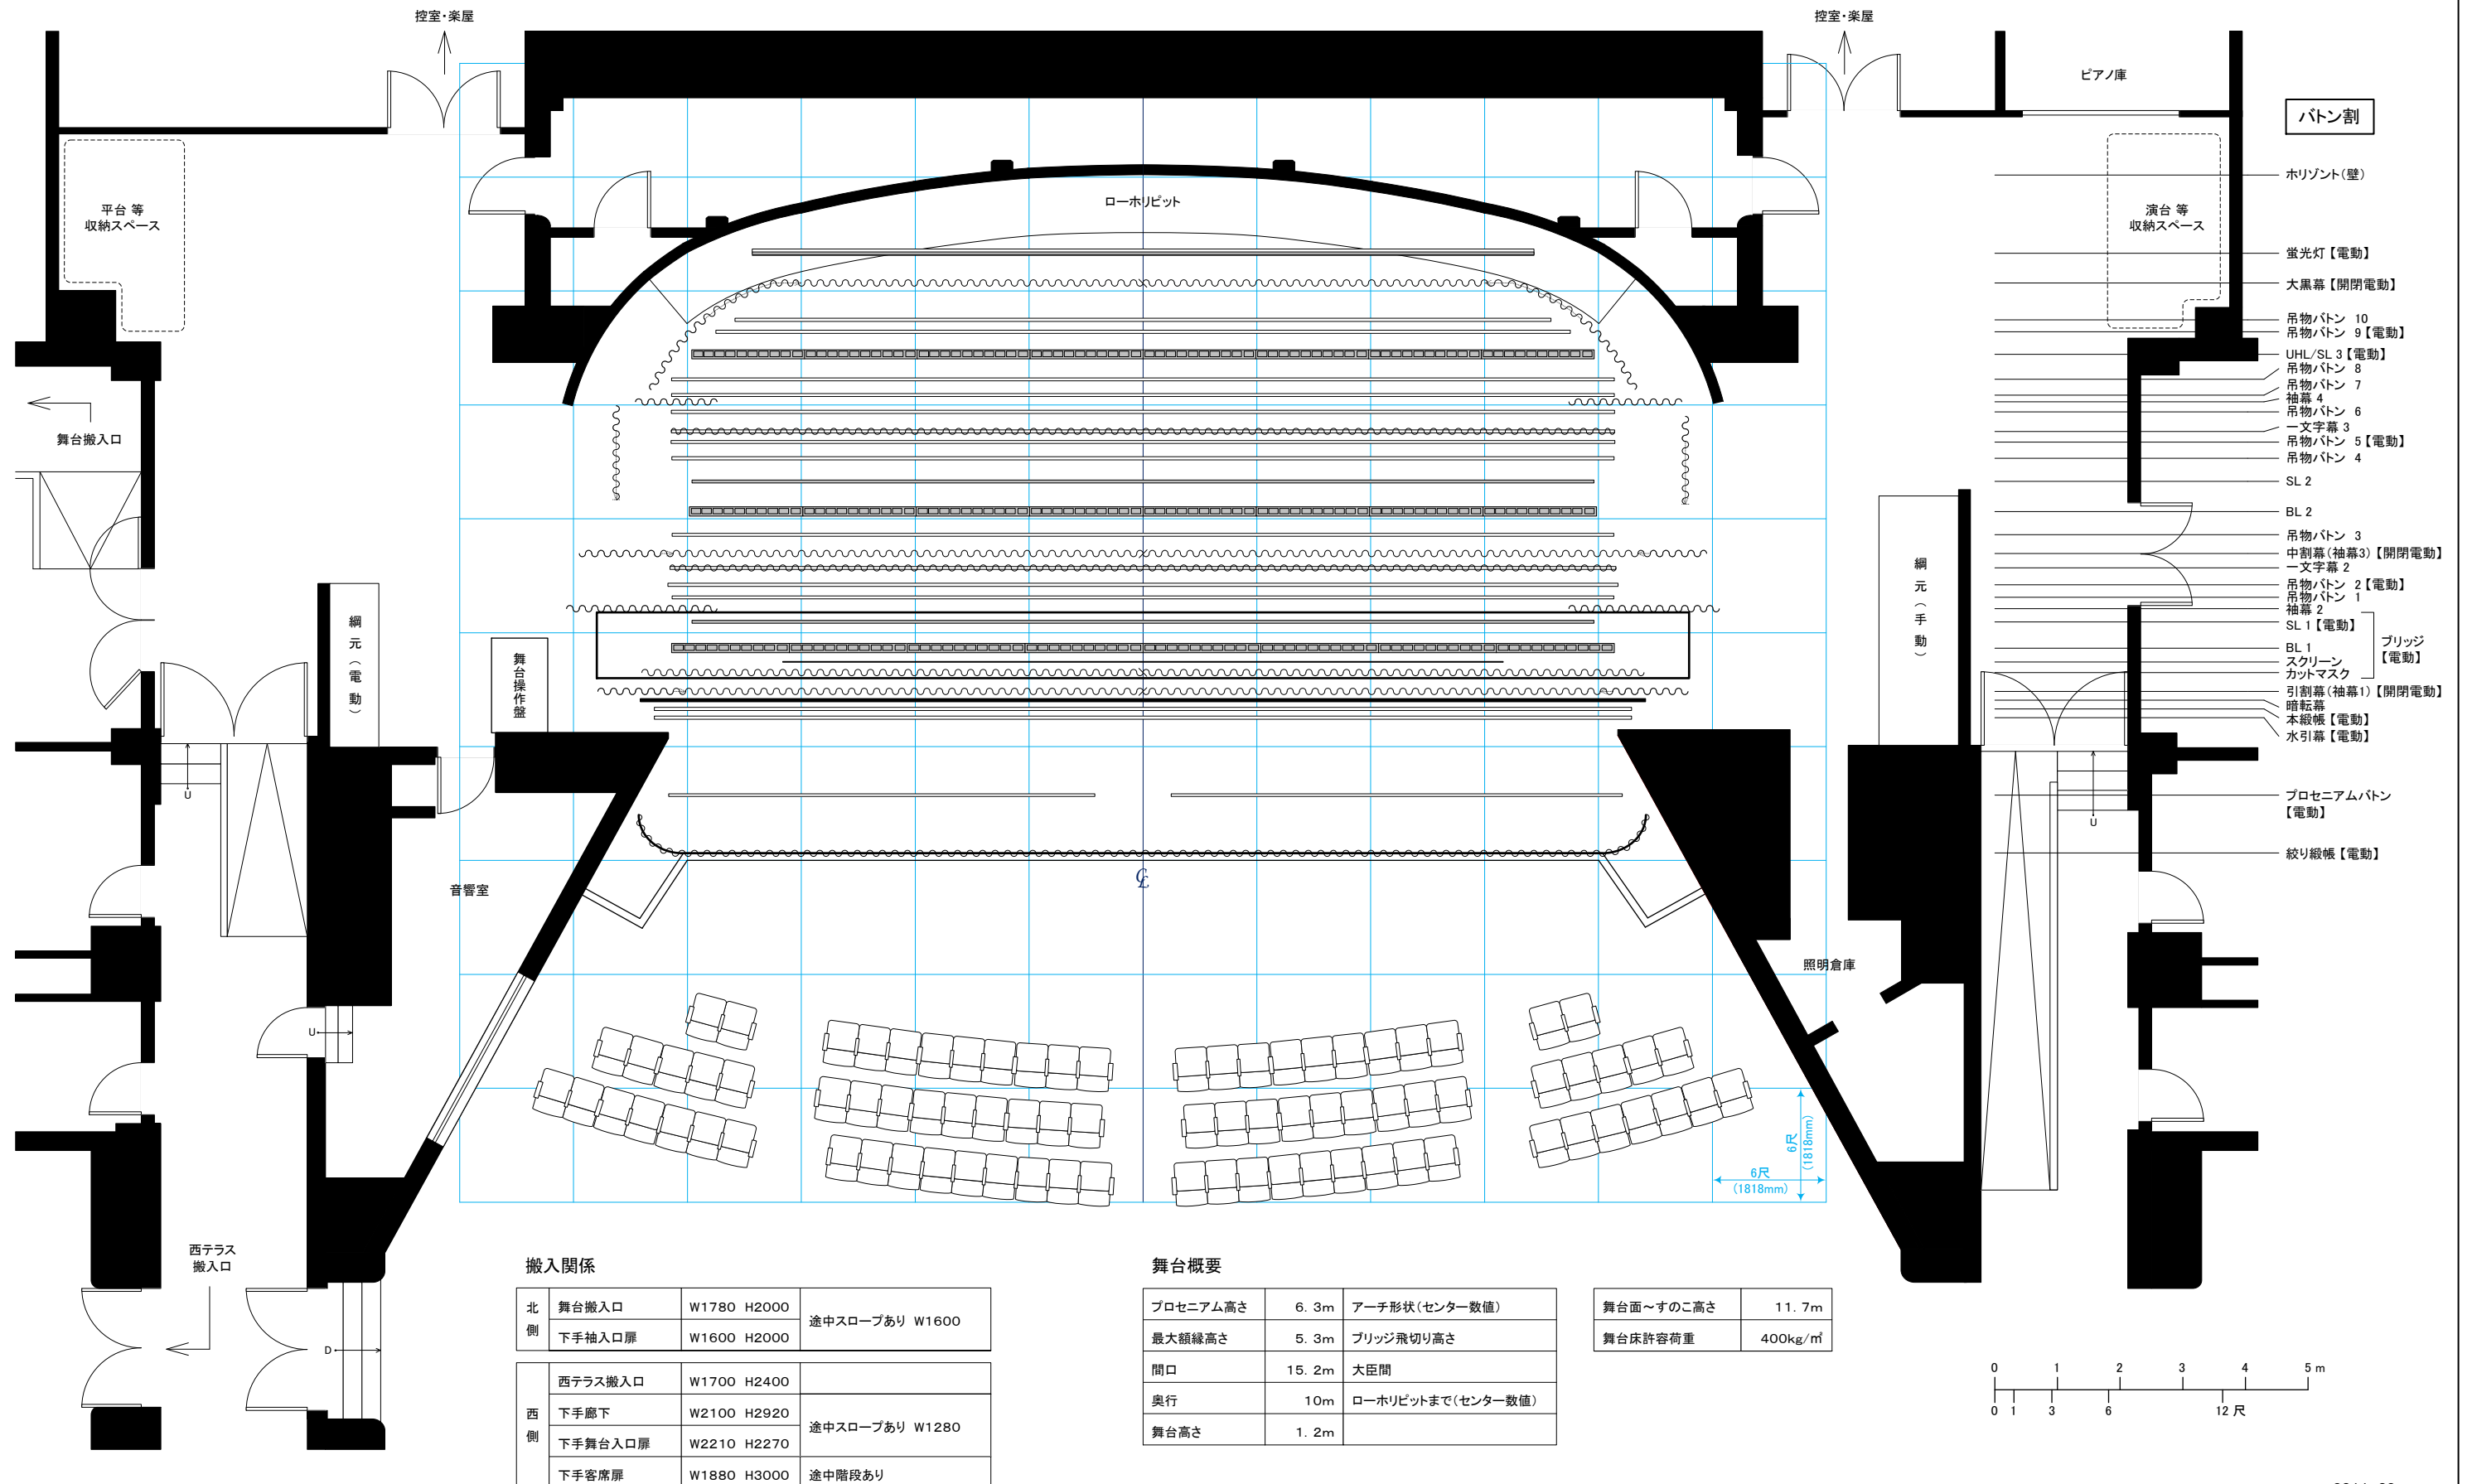 控室・楽屋
控室・楽屋
ピアノ庫
バトン割
平台 等
収納スペース
ローホリピット
演台 等
収納スペース
ホリゾント(壁)
蛍光灯【電動】
大黒幕【開閉電動】
吊物バトン 10
吊物バトン 9【電動】
UHL/SL 3【電動】
吊物バトン 8
吊物バトン 7
袖幕 4
吊物バトン 6
一文字幕 3
吊物バトン 5【電動】
吊物バトン 4
SL 2
BL 2
吊物バトン 3
中割幕(袖幕3)【開閉電動】
一文字幕 2
吊物バトン 2【電動】
吊物バトン 1
袖幕 2
SL 1【電動】
BL 1
スクリーン
カットマスク
ブリッジ
【電動】
引割幕(袖幕1)【開閉電動】
暗転幕
本緞帳【電動】
水引幕【電動】
プロセニアムバトン
【電動】
絞り緞帳【電動】
舞台搬入口
綱元(電動)
舞台操作盤
綱元(手動)
U
U
音響室
CL
照明倉庫
U
6尺
(1818mm)
6尺
(1818mm)
西テラス
搬入口
D
搬入関係
北側 舞台搬入口 W1780 H2000 途中スロープあり W1600
下手袖入口扉 W1600 H2000
西側 西テラス搬入口 W1700 H2400
下手廊下 W2100 H2920 途中スロープあり W1280
下手舞台入口扉 W2210 H2270
下手客席扉 W1880 H3000 途中階段あり
舞台概要
プロセニアム高さ 6.3m アーチ形状(センター数値)
最大額縁高さ 5.3m ブリッジ飛切り高さ
間口 15.2m 大臣間
奥行 10m ローホリピットまで(センター数値)
舞台高さ 1.2m
舞台面~すのこ高さ 11.7m
舞台床許容荷重 400kg/㎡
0 1 2 3 4 5 m
0 1 3 6 12 尺